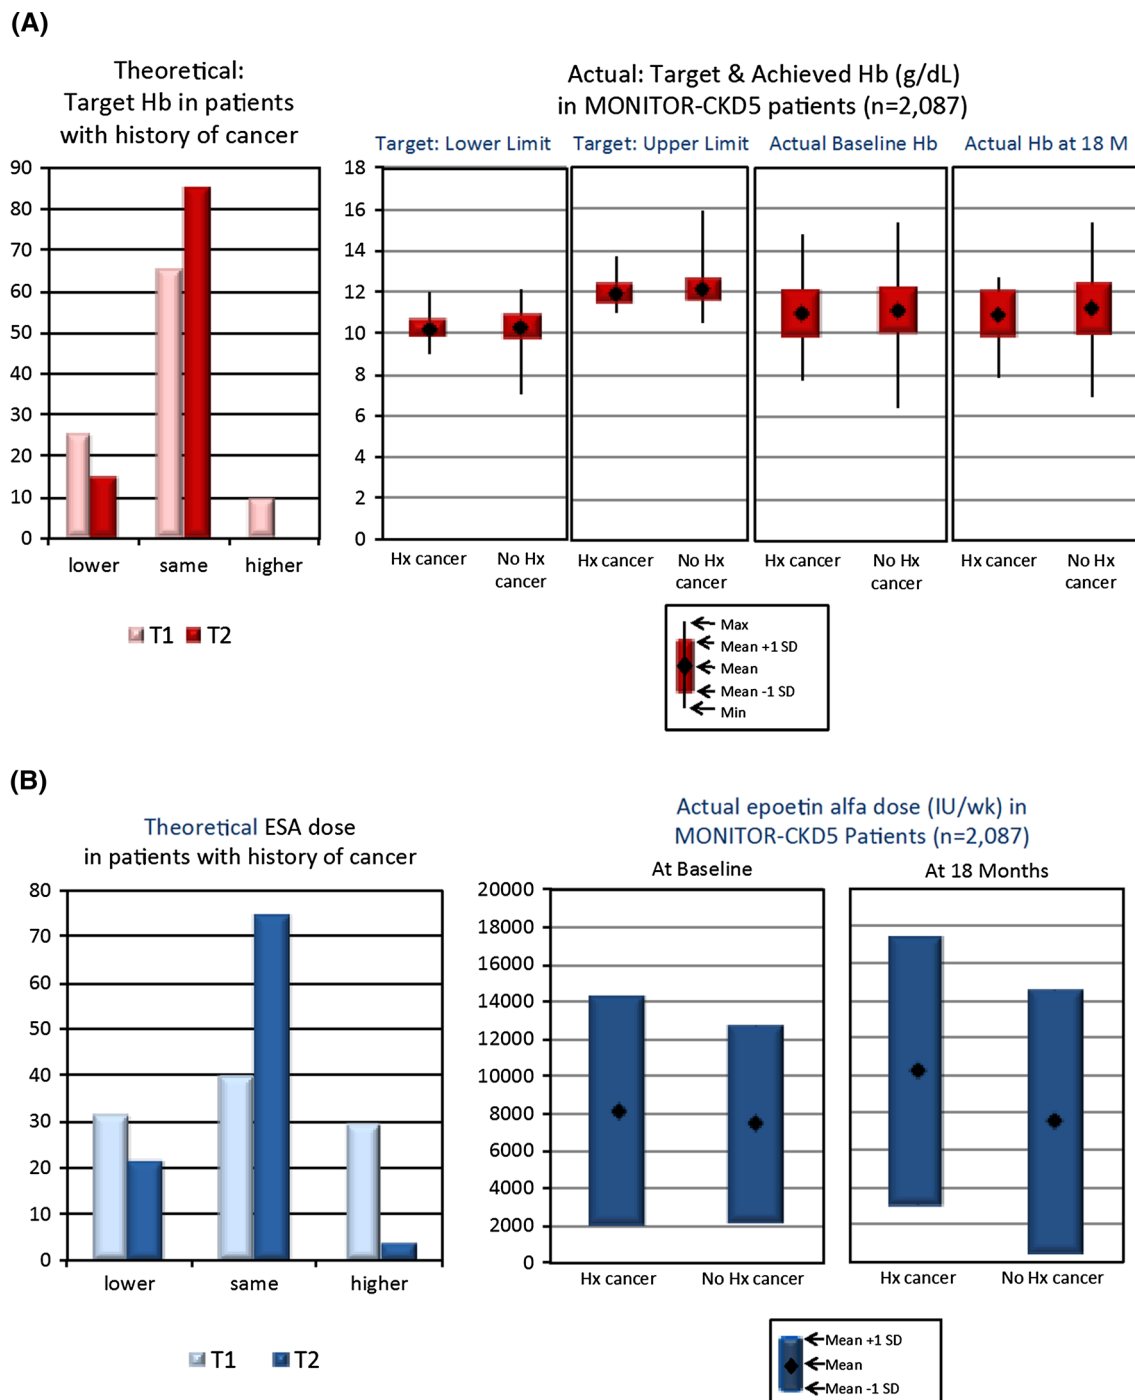 (A)
Theoretical:
Target Hb in patients
with history of cancer
90
80
70
60
50
40
30
20
10
0
lower same higher
T1 T2
Actual: Target & Achieved Hb (g/dL)
in MONITOR-CKD5 patients (n=2,087)
Target: Lower Limit Target: Upper Limit Actual Baseline Hb Actual Hb at 18 M
18
16
14
12
10
8
6
4
2
0
Hx cancer No Hx Hx cancer No Hx Hx cancer No Hx Hx cancer No Hx
cancer cancer cancer cancer
Max
Mean +1 SD
Mean
Mean -1 SD
Min
(B)
Theoretical ESA dose
in patients with history of cancer
80
70
60
50
40
30
20
10
0
lower same higher
T1 T2
Actual epoetin alfa dose (IU/wk) in
MONITOR-CKD5 Patients (n=2,087)
At Baseline At 18 Months
20000
18000
16000
14000
12000
10000
8000
6000
4000
2000
0
Hx cancer No Hx cancer Hx cancer No Hx cancer
Mean +1 SD
Mean
Mean -1 SD